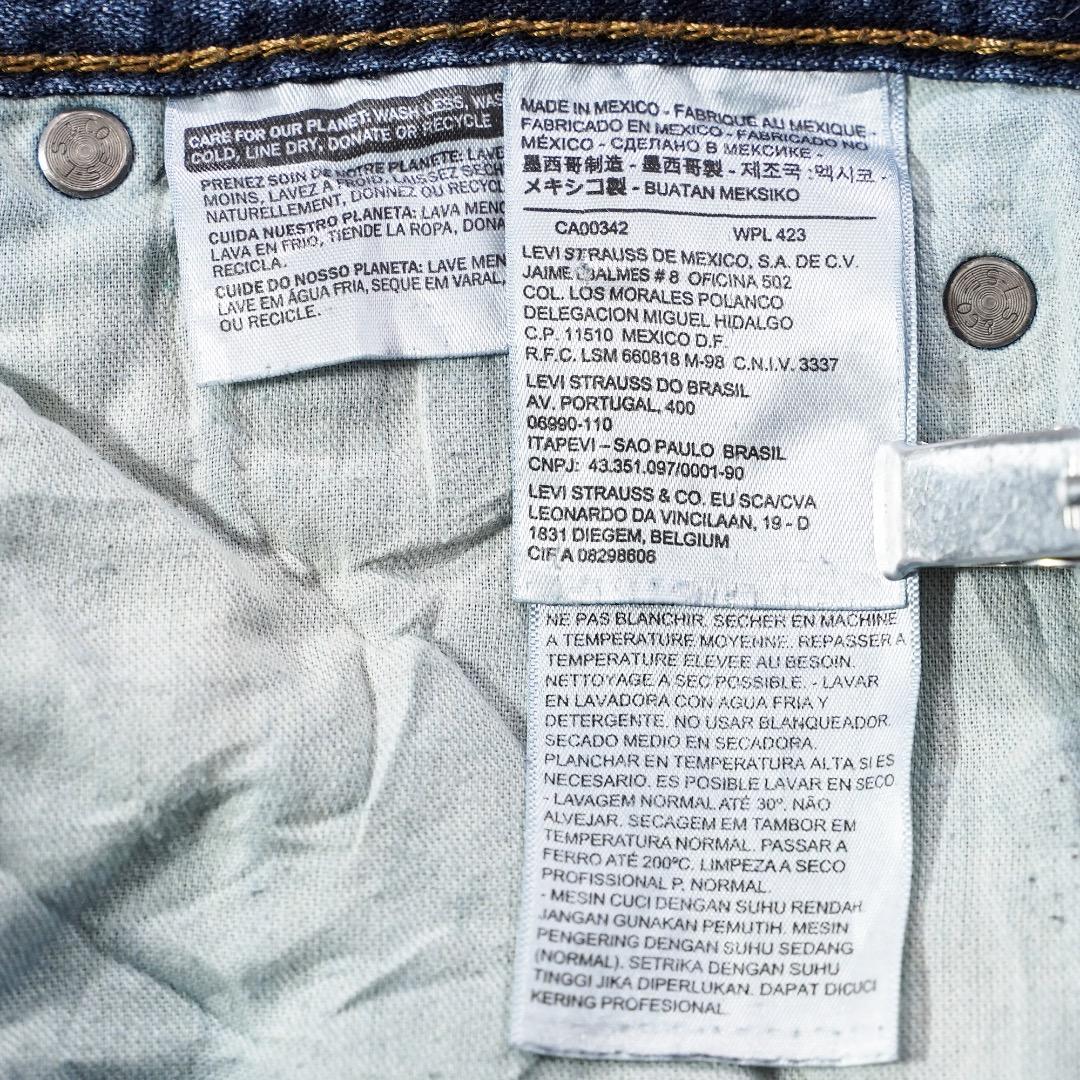 CARE FOR OUR PLANET: WASH LESS, WAS
COLD, LINE DRY, DONATE OR RECYCLE
PRENEZ SOIN DE NOTRE PLANETE: LAVE
MOINS, LAVEZ A FROID, LAISSEZ SECH
NATURELLEMENT, DONNEZ OU RECYC
CUIDA NUESTRO PLANETA: LAVA MENO
LAVA EN FRIO, TIENDE LA ROPA, DONA
RECICLA.
CUIDE DO NOSSO PLANETA: LAVE MEN
LAVE EM ÁGUA FRIA, SEQUE EM VARAL,
OU RECICLE.
MADE IN MEXICO - FABRIQUE AU MEXIQUE -
FABRICADO EN MEXICO - FABRICADO NO
MÉXICO - СДЕЛАНО В МЕКСИКЕ -
墨西哥制造 - 墨西哥製 - 제조국 : 멕시코 -
メキシコ製 - BUATAN MEKSIKO
CA00342 WPL 423
LEVI STRAUSS DE MEXICO, S.A. DE C.V.
JAIME BALMES # 8 OFICINA 502
COL. LOS MORALES POLANCO
DELEGACION MIGUEL HIDALGO
C.P. 11510 MEXICO D.F.
R.F.C. LSM 660818 M-98 C.N.I.V. 3337
LEVI STRAUSS DO BRASIL
AV. PORTUGAL, 400
06990-110
ITAPEVI – SAO PAULO BRASIL
CNPJ: 43.351.097/0001-90
LEVI STRAUSS & CO. EU SCA/CVA
LEONARDO DA VINCILAAN, 19 - D
1831 DIEGEM, BELGIUM
CIF A 08298606
NE PAS BLANCHIR. SECHER EN MACHINE
A TEMPERATURE MOYENNE. REPASSER A
TEMPERATURE ELEVEE AU BESOIN.
NETTOYAGE A SEC POSSIBLE. - LAVAR
EN LAVADORA CON AGUA FRIA Y
DETERGENTE. NO USAR BLANQUEADOR.
SECADO MEDIO EN SECADORA.
PLANCHAR EN TEMPERATURA ALTA SI ES
NECESARIO. ES POSIBLE LAVAR EN SECO
- LAVAGEM NORMAL ATÉ 30º. NÃO
ALVEJAR. SECAGEM EM TAMBOR EM
TEMPERATURA NORMAL. PASSAR A
FERRO ATÉ 200ºC. LIMPEZA A SECO
PROFISSIONAL P. NORMAL.
- MESIN CUCI DENGAN SUHU RENDAH.
JANGAN GUNAKAN PEMUTIH. MESIN
PENGERING DENGAN SUHU SEDANG
(NORMAL). SETRIKA DENGAN SUHU
TINGGI JIKA DIPERLUKAN. DAPAT DICUCI
KERING PROFESIONAL.